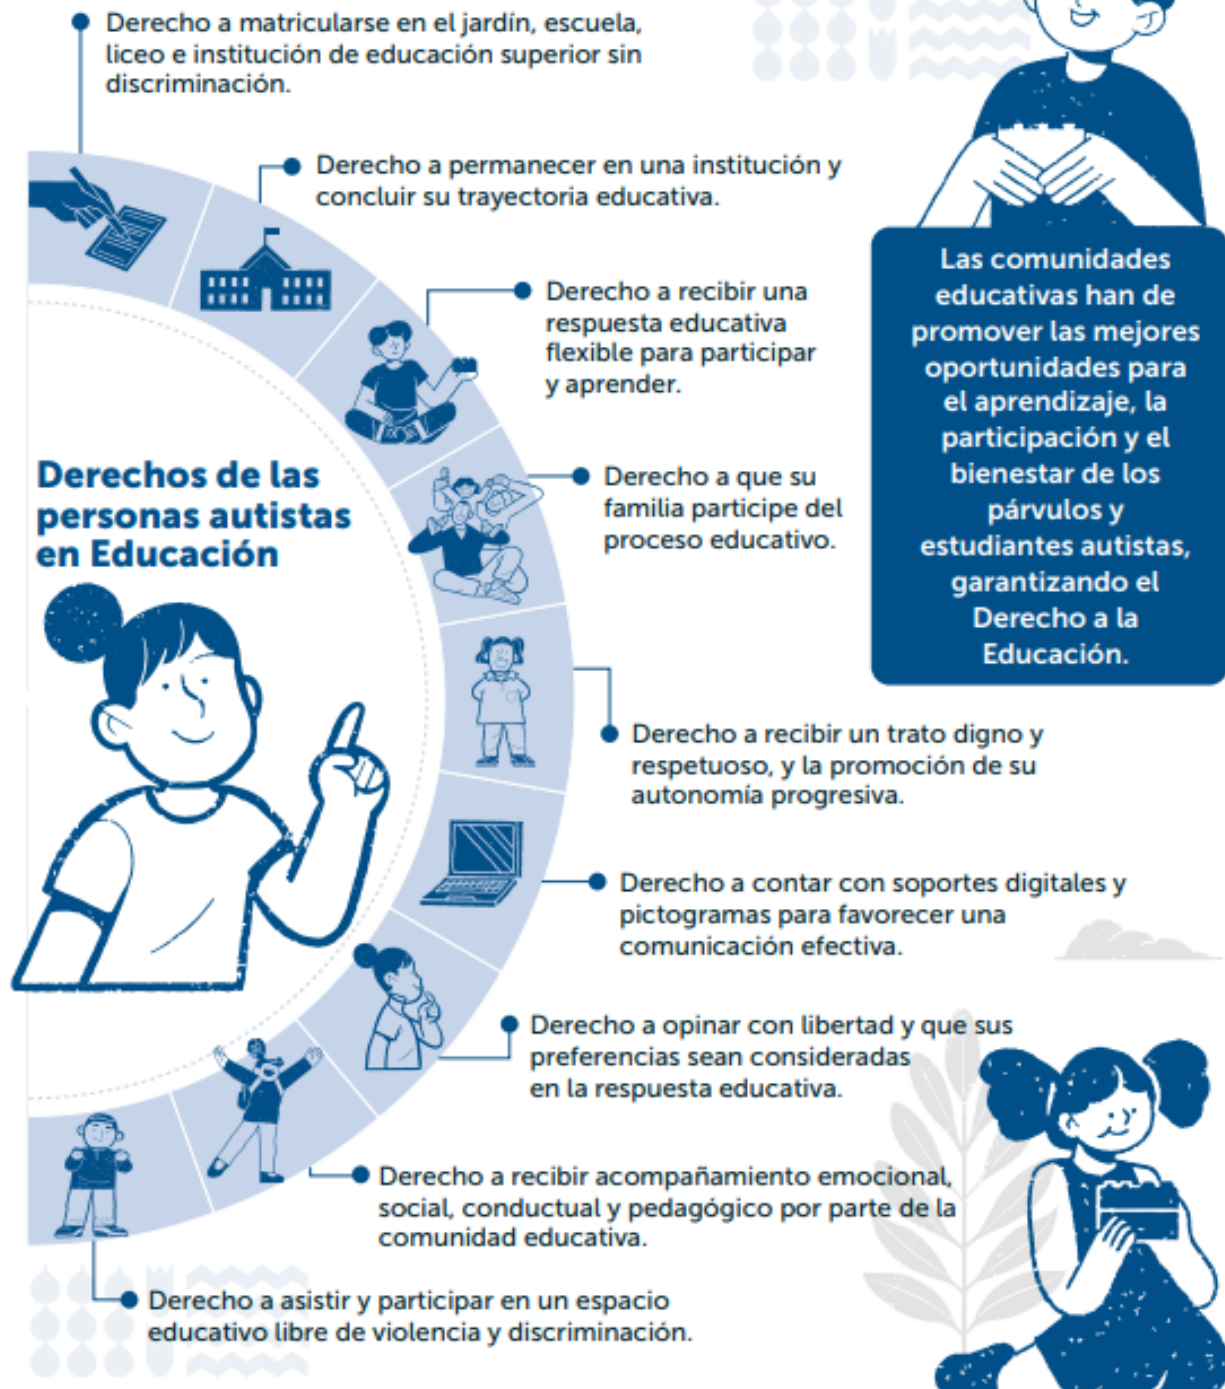 Derecho a matricularse en el jardín, escuela,
liceo e institución de educación superior sin
discriminación.
Derecho a permanecer en una institución y
concluir su trayectoria educativa.
Derecho a recibir una
respuesta educativa
flexible para participar
y aprender.
Derecho a que su
familia participe del
proceso educativo.
Derecho a recibir un trato digno y
respetuoso, y la promoción de su
autonomía progresiva.
Derecho a contar con soportes digitales y
pictogramas para favorecer una
comunicación efectiva.
Derecho a opinar con libertad y que sus
preferencias sean consideradas
en la respuesta educativa.
Derecho a recibir acompañamiento emocional,
social, conductual y pedagógico por parte de la
comunidad educativa.
Derecho a asistir y participar en un espacio
educativo libre de violencia y discriminación.
Derechos de las
personas autistas
en Educación
Las comunidades
educativas han de
promover las mejores
oportunidades para
el aprendizaje, la
participación y el
bienestar de los
párvulos y
estudiantes autistas,
garantizando el
Derecho a la
Educación.